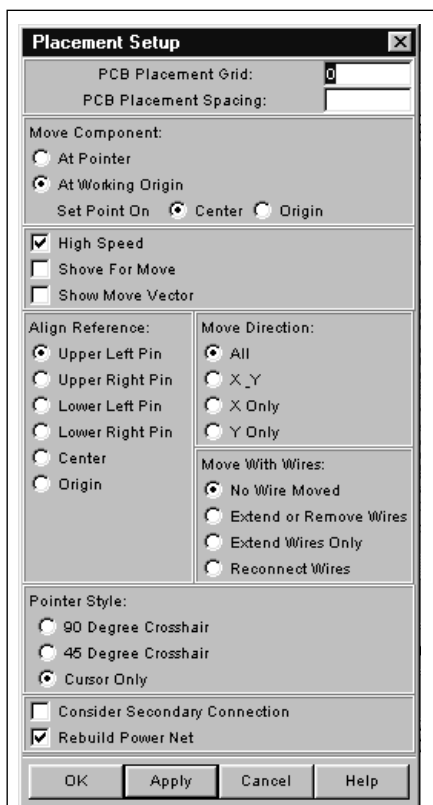 Placement Setup
PCB Placement Grid: 0
PCB Placement Spacing:
Move Component:
At Pointer
At Working Origin
Set Point On Center Origin
High Speed
Shove For Move
Show Move Vector
Align Reference:
Upper Left Pin
Upper Right Pin
Lower Left Pin
Lower Right Pin
Center
Origin
Move Direction:
All
X_Y
X Only
Y Only
Move With Wires:
No Wire Moved
Extend or Remove Wires
Extend Wires Only
Reconnect Wires
Pointer Style:
90 Degree Crosshair
45 Degree Crosshair
Cursor Only
Consider Secondary Connection
Rebuild Power Net
OK Apply Cancel Help